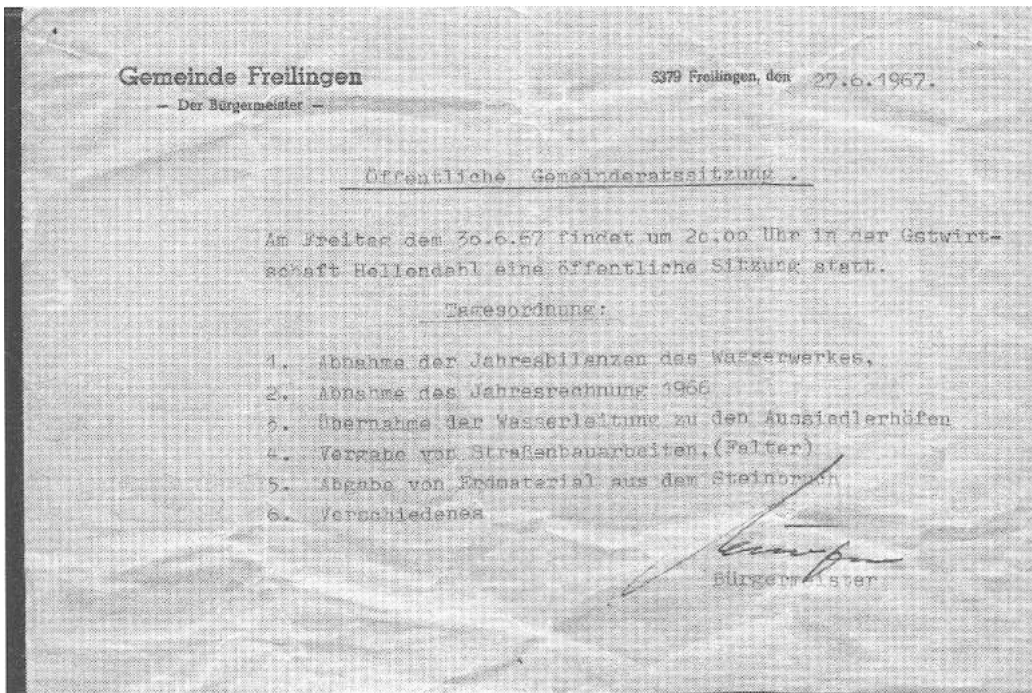 Gemeinde Freilingen
— Der Bürgermeister —
5379 Freilingen, den 27.6.1967.
Öffentliche Gemeinderatssitzung .
Am Freitag dem 30.6.67 findet um 20.00 Uhr in der Gstwirt-
schaft Hellendahl eine öffentliche Sitzung statt.
Tagesordnung:
1. Abnahme der Jahresbilanzen des Wasserwerkes.
2. Abnahme des Jahresrechnung 1966
3. Übernahme der Wasserleitung zu den Aussiedlerhöfen
4. Vergabe von Straßenbauarbeiten.(Falter)
5. Abgabe von Erdmaterial aus dem Steinbruch
6. Verschiedenes
Bürgermeister